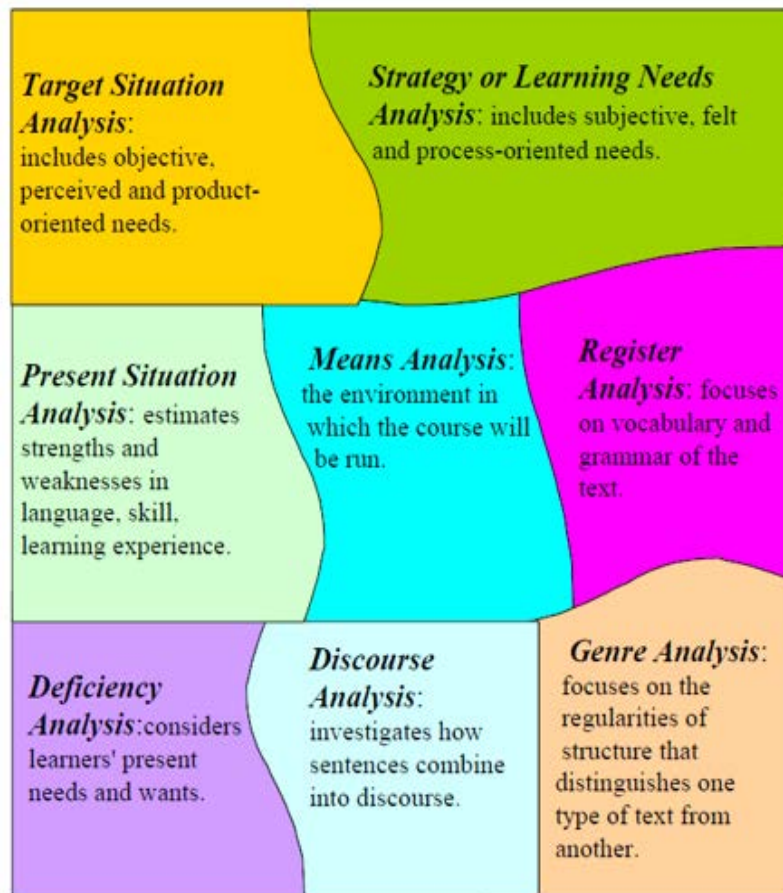 Target Situation
Analysis:
includes objective,
perceived and product-
oriented needs.
Strategy or Learning Needs
Analysis: includes subjective, felt
and process-oriented needs.
Present Situation
Analysis: estimates
strengths and
weaknesses in
language, skill,
learning experience.
Means Analysis:
the environment in
which the course will
be run.
Register
Analysis: focuses
on vocabulary and
grammar of the
text.
Deficiency
Analysis:considers
learners' present
needs and wants.
Discourse
Analysis:
investigates how
sentences combine
into discourse.
Genre Analysis:
focuses on the
regularities of
structure that
distinguishes one
type of text from
another.